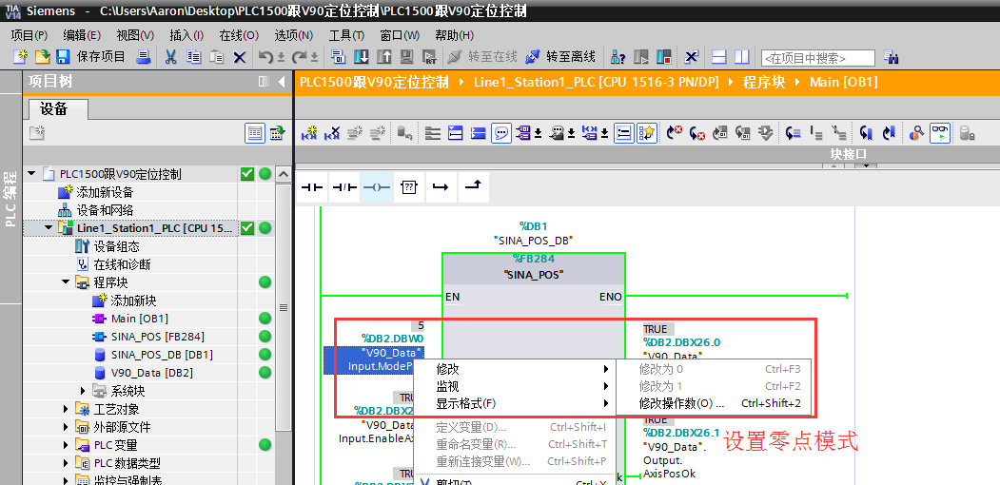 TIA V14 Siemens - C:\Users\Aaron\Desktop\PLC1500跟V90定位控制\PLC1500跟V90定位控制
项目(P) 编辑(E) 视图(V) 插入(I) 在线(O) 选项(N) 工具(T) 窗口(W) 帮助(H)
保存项目 转至在线 转至离线 <在项目中搜索>
项目树
PLC1500跟V90定位控制 Line1_Station1_PLC [CPU 1516-3 PN/DP] 程序块 Main [OB1]
设备
块接口
PLC 编程
PLC1500跟V90定位控制
添加新设备
设备和网络
Line1_Station1_PLC [CPU 15...
设备组态
在线和诊断
程序块
添加新块
Main [OB1]
SINA_POS [FB284]
SINA_POS_DB [DB1]
V90_Data [DB2]
系统块
工艺对象
外部源文件
PLC 变量
PLC 数据类型
监控与强制表
%DB1
"SINA_POS_DB"
%FB284
"SINA_POS"
EN ENO
5
%DB2.DBW0
"V90_Data".
Input.ModeP
TRUE
%DB2.DBX26.0
"V90_Data".
修改
监视
显示格式(F)
修改为 0 Ctrl+F3
修改为 1 Ctrl+F2
修改操作数(O) ... Ctrl+Shift+2
TRU
%DB2.DBX2
"V90_Data"
Input.EnableAx
定义变量(D)... Ctrl+Shift+I
重命名变量(R)... Ctrl+Shift+T
重新连接变量(W)... Ctrl+Shift+P
TRUE
%DB2.DBX26.1
"V90_Data".
Output.
AxisPosOk
设置零点模式
TRU
剪切(T) Ctrl+X
k